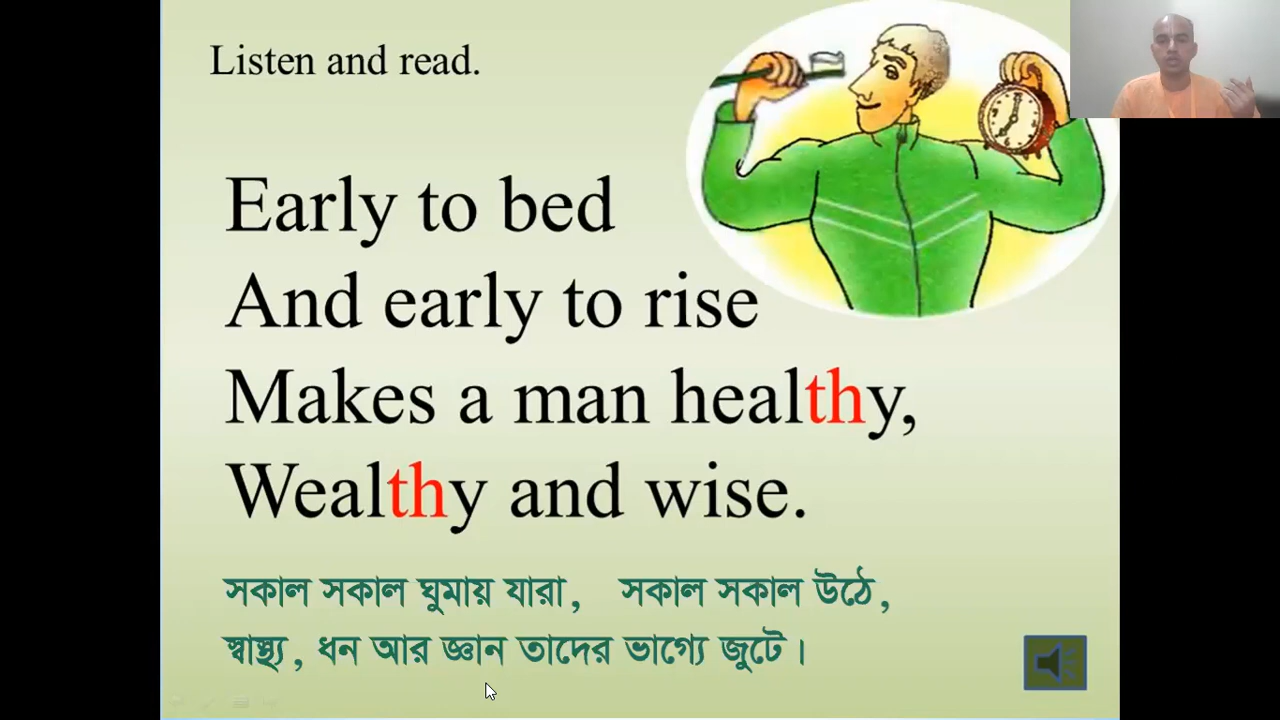 Listen and read.
Early to bed
And early to rise
Makes a man healthy,
Wealthy and wise.
সকাল সকাল ঘুমায় যারা, সকাল সকাল উঠে,
স্বাস্থ্য, ধন আর জ্ঞান তাদের ভাগ্যে জুটে।